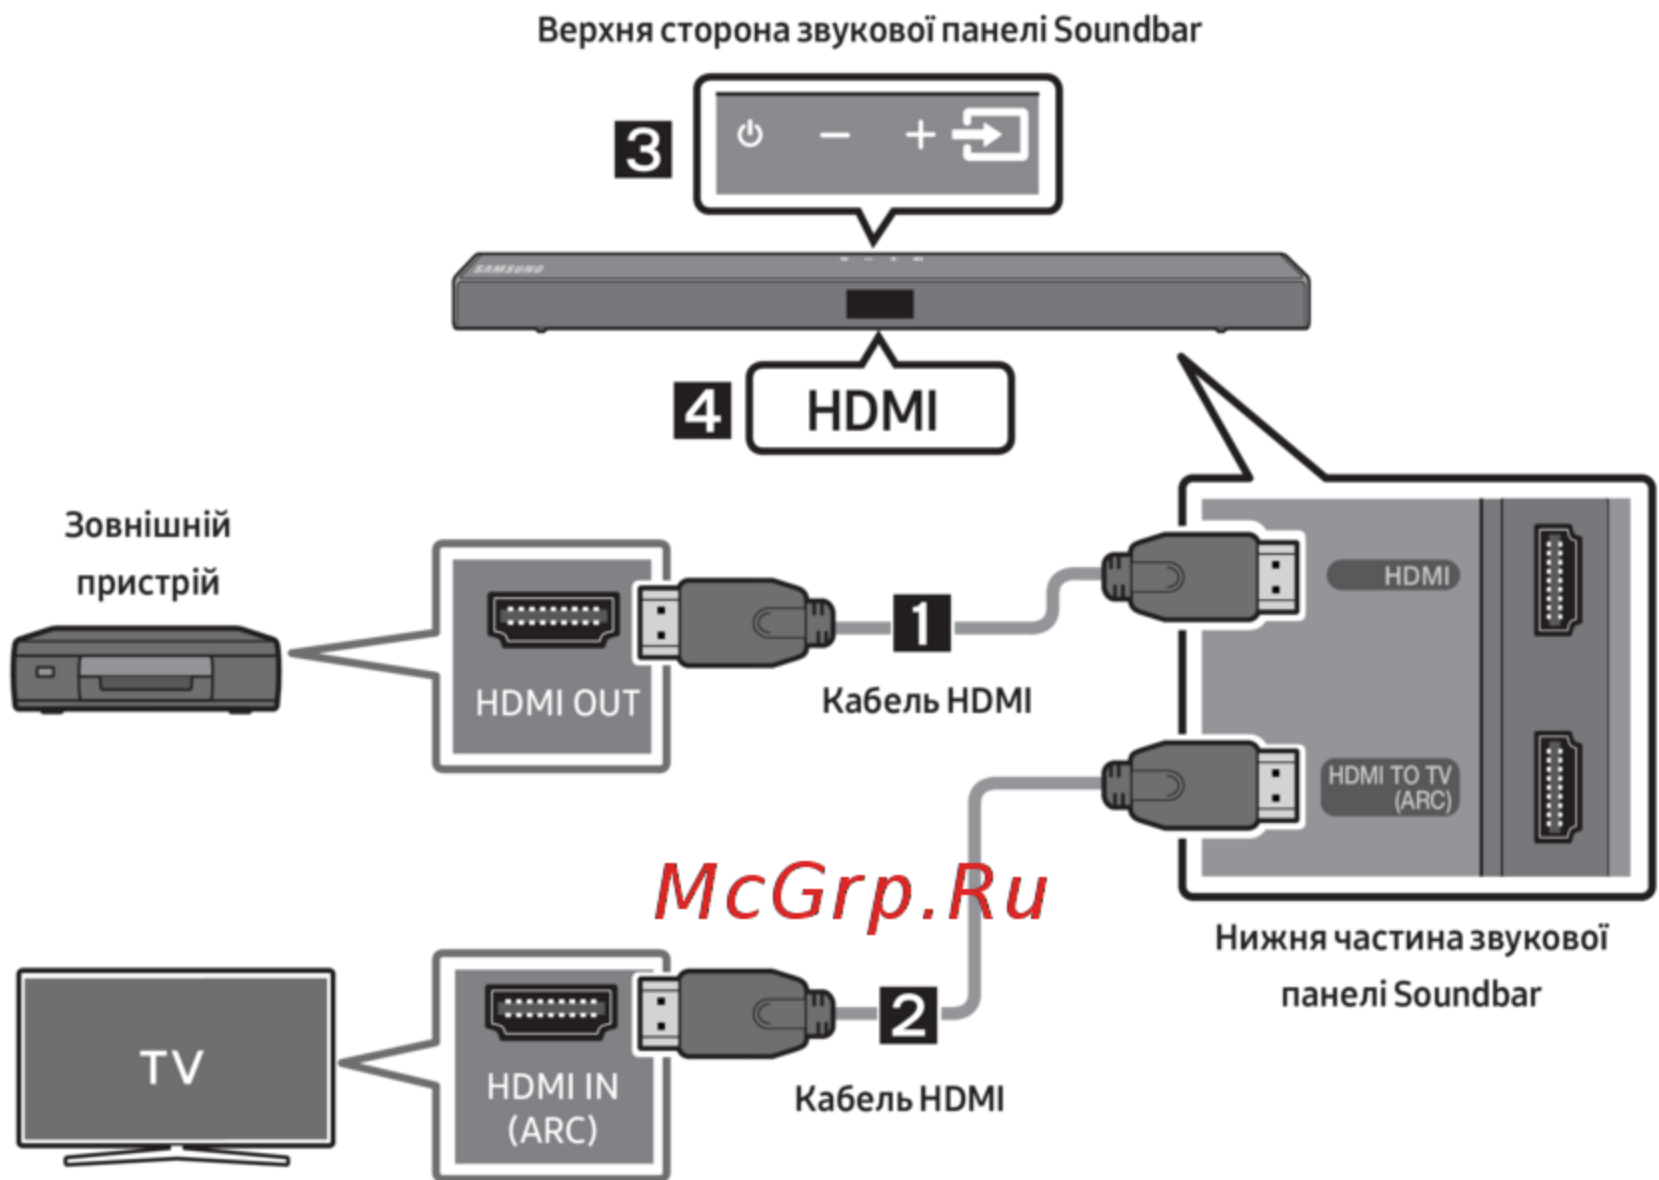 Верхня сторона звукової панелі Soundbar
3
SAMSUNG
4
HDMI
Зовнішній
пристрій
HDMI OUT
1
Кабель HDMI
HDMI
HDMI TO TV
(ARC)
McGrp.Ru
Нижня частина звукової
панелі Soundbar
TV
HDMI IN
(ARC)
2
Кабель HDMI